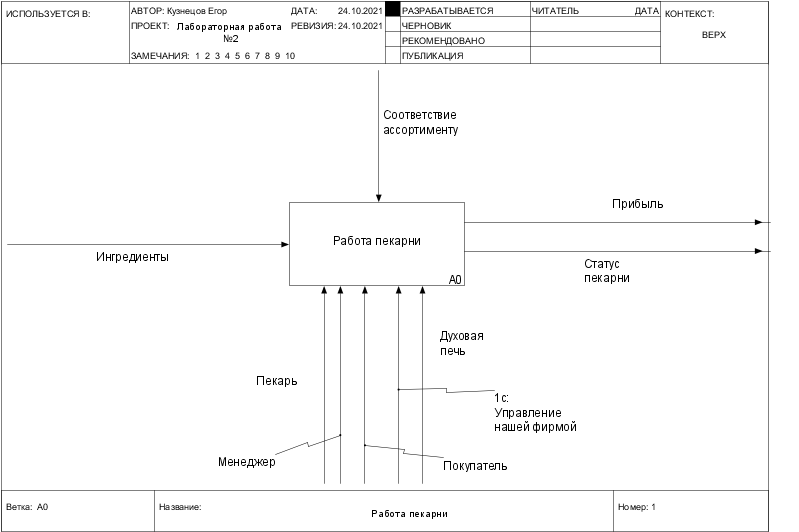 ИСПОЛЬЗУЕТСЯ В:
АВТОР: Кузнецов Егор
ДАТА: 24.10.2021
ПРОЕКТ: Лабораторная работа №2
РЕВИЗИЯ: 24.10.2021
ЗАМЕЧАНИЯ: 1 2 3 4 5 6 7 8 9 10
РАЗРАБАТЫВАЕТСЯ
ЧЕРНОВИК
РЕКОМЕНДОВАНО
ПУБЛИКАЦИЯ
ЧИТАТЕЛЬ ДАТА
КОНТЕКСТ:
ВЕРХ
Соответствие
ассортименту
Прибыль
Работа пекарни
Ингредиенты
Статус
пекарни
A0
Духовая
печь
Пекарь
1с:
Управление
нашей фирмой
Менеджер
Покупатель
Ветка: A0
Название:
Работа пекарни
Номер: 1